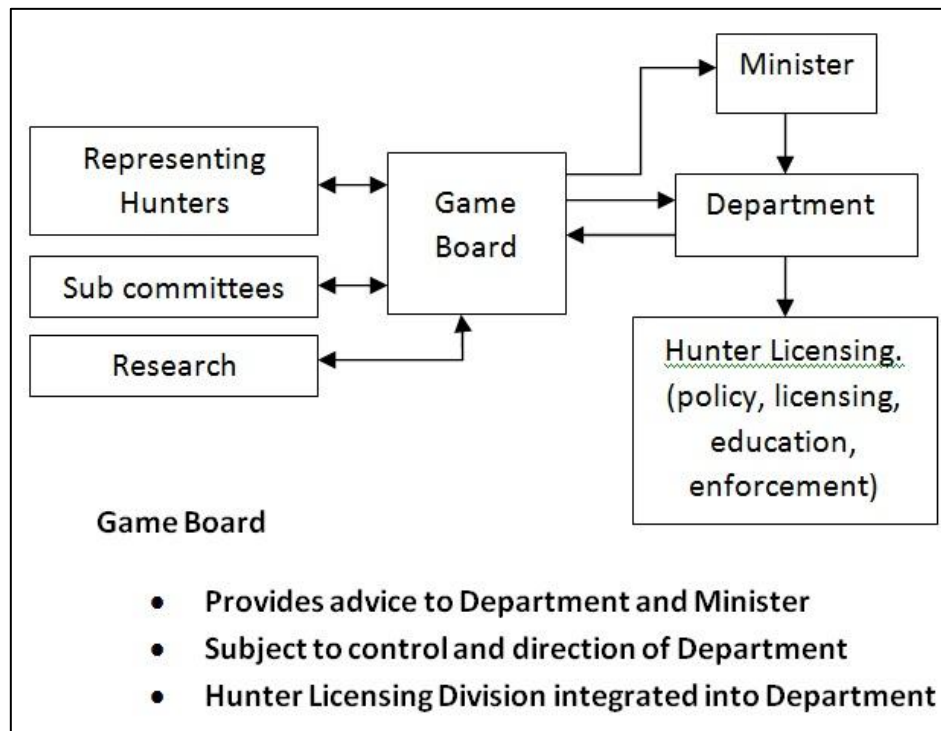 Minister
Representing
Hunters
Game
Board
Department
Sub committees
Research
Hunter Licensing.
(policy, licensing,
education,
enforcement)
Game Board
• Provides advice to Department and Minister
• Subject to control and direction of Department
• Hunter Licensing Division integrated into Department